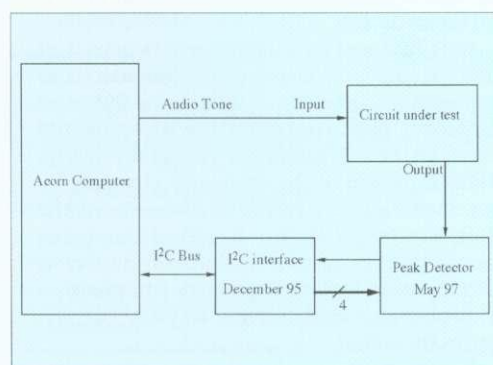 Audio Tone
Input
Circuit under test
Output
Acorn Computer
I²C Bus
I²C interface
December 95
4
Peak Detector
May 97